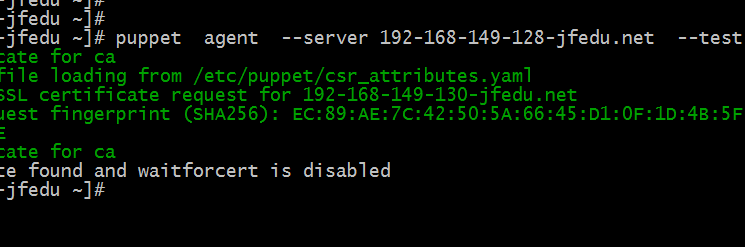 -jfedu ~]#
-jfedu ~]#
-jfedu ~]# puppet  agent  --server 192-168-149-128-jfedu.net  --test
cate for ca
file loading from /etc/puppet/csr_attributes.yaml
SSL certificate request for 192-168-149-130-jfedu.net
uest fingerprint (SHA256): EC:89:AE:7C:42:50:5A:66:45:D1:0F:1D:4B:5F
E
cate for ca
te found and waitforcert is disabled
-jfedu ~]#